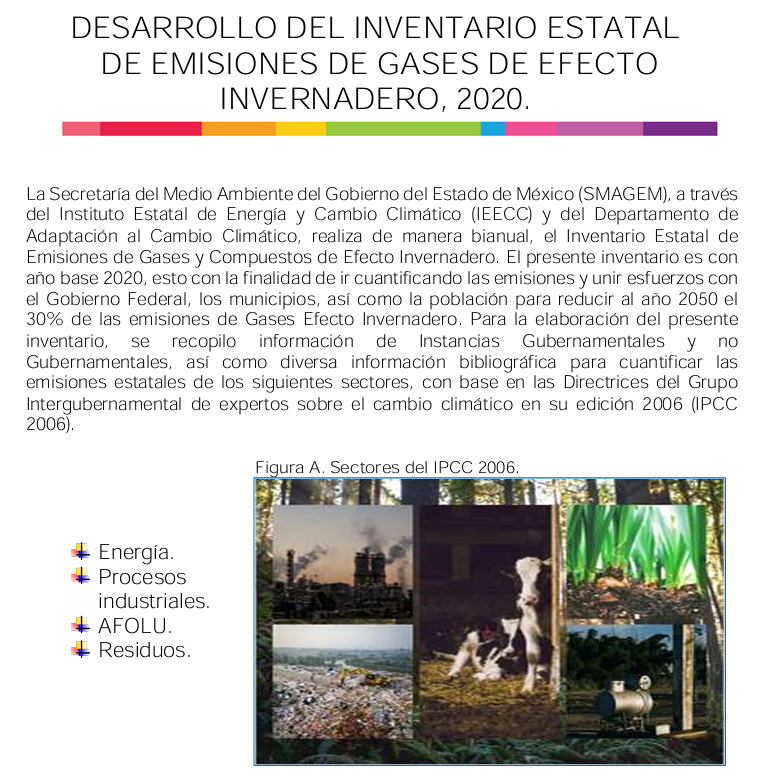 DESARROLLO DEL INVENTARIO ESTATAL
DE EMISIONES DE GASES DE EFECTO
INVERNADERO, 2020.
La Secretaría del Medio Ambiente del Gobierno del Estado de México (SMAGEM), a través
del Instituto Estatal de Energía y Cambio Climático (IEECC) y del Departamento de
Adaptación al Cambio Climático, realiza de manera bianual, el Inventario Estatal de
Emisiones de Gases y Compuestos de Efecto Invernadero. El presente inventario es con
año base 2020, esto con la finalidad de ir cuantificando las emisiones y unir esfuerzos con
el Gobierno Federal, los municipios, así como la población para reducir al año 2050 el
30% de las emisiones de Gases Efecto Invernadero. Para la elaboración del presente
inventario, se recopilo información de Instancias Gubernamentales y no
Gubernamentales, así como diversa información bibliográfica para cuantificar las
emisiones estatales de los siguientes sectores, con base en las Directrices del Grupo
Intergubernamental de expertos sobre el cambio climático en su edición 2006 (IPCC
2006).
Figura A. Sectores del IPCC 2006.
Energía.
Procesos
industriales.
AFOLU.
Residuos.